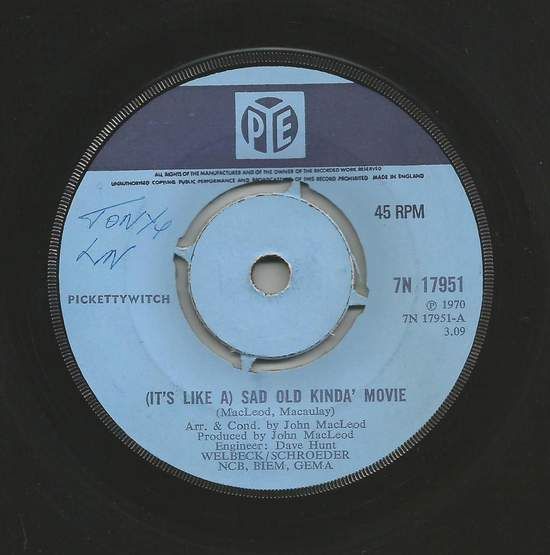 PYE
ALL RIGHTS OF THE MANUFACTURER AND OF THE OWNER OF THE RECORDED WORK RESERVED
UNAUTHORISED COPYING PUBLIC PERFORMANCE AND BROADCASTING OF THIS RECORD PROHIBITED MADE IN ENGLAND
TONY
LN
45 RPM
7N 17951
PICKETTYWITCH
℗ 1970
7N 17951-A
3.09
(IT'S LIKE A) SAD OLD KINDA' MOVIE
(MacLeod, Macaulay)
Arr. & Cond. by John MacLeod
Produced by John MacLeod
Engineer: Dave Hunt
WELBECK/SCHROEDER
NCB, BIEM, GEMA